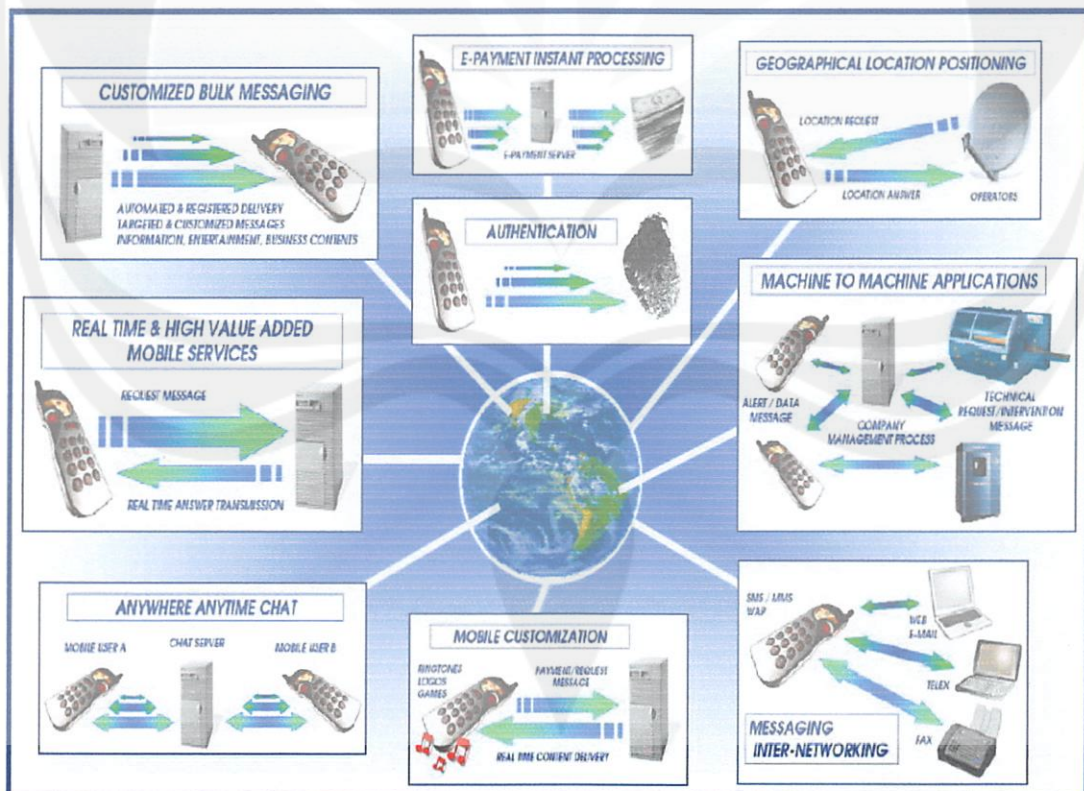 CUSTOMIZED BULK MESSAGING
AUTOMATED & REGISTERED DELIVERY
TARGETED & CUSTOMIZED MESSAGES
INFORMATION, ENTERTAINMENT, BUSINESS CONTENTS
E-PAYMENT INSTANT PROCESSING
E-PAYMENT SERVER
GEOGRAPHICAL LOCATION POSITIONING
LOCATION REQUEST
LOCATION ANSWER
OPERATORS
AUTHENTICATION
REAL TIME & HIGH VALUE ADDED
MOBILE SERVICES
REQUEST MESSAGE
REAL TIME ANSWER TRANSMISSION
MACHINE TO MACHINE APPLICATIONS
ALERT / DATA
MESSAGE
COMPANY
MANAGEMENT PROCESS
TECHNICAL
REQUEST/INTERVENTION
MESSAGE
ANYWHERE ANYTIME CHAT
MOBILE USER A
CHAT SERVER
MOBILE USER B
MOBILE CUSTOMIZATION
RINGTONES
LOGOS
GAMES
PAYMENT/REQUEST
MESSAGE
REAL TIME CONTENT DELIVERY
SMS / MMS
WAP
WEB
E-MAIL
TELEX
FAX
MESSAGING
INTER-NETWORKING